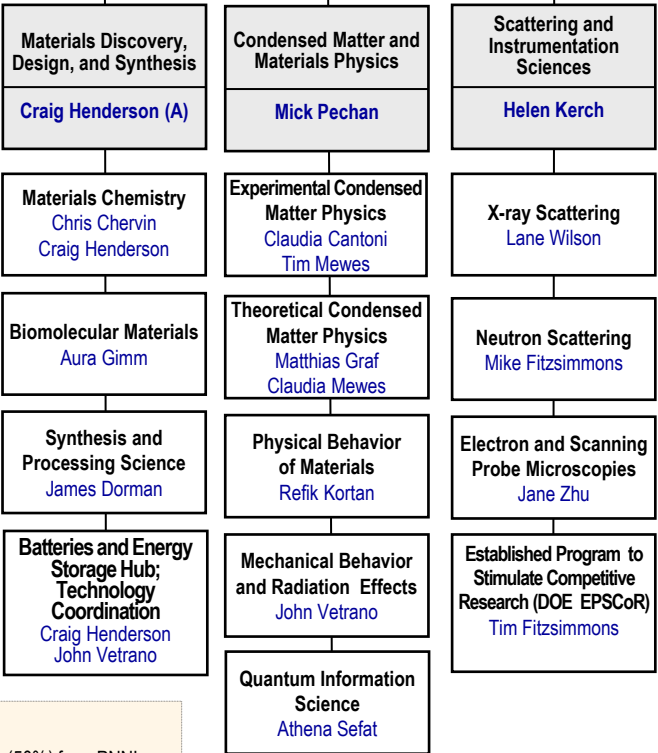 Materials Discovery,
Design, and Synthesis
Craig Henderson (A)
Materials Chemistry
Chris Chervin
Craig Henderson
Biomolecular Materials
Aura Gimm
Synthesis and
Processing Science
James Dorman
Batteries and Energy
Storage Hub;
Technology
Coordination
Craig Henderson
John Vetrano
Condensed Matter and
Materials Physics
Mick Pechan
Experimental Condensed
Matter Physics
Claudia Cantoni
Tim Mewes
Theoretical Condensed
Matter Physics
Matthias Graf
Claudia Mewes
Physical Behavior
of Materials
Refik Kortan
Mechanical Behavior
and Radiation Effects
John Vetrano
Quantum Information
Science
Athena Sefat
Scattering and
Instrumentation
Sciences
Helen Kerch
X-ray Scattering
Lane Wilson
Neutron Scattering
Mike Fitzsimmons
Electron and Scanning
Probe Microscopies
Jane Zhu
Established Program to
Stimulate Competitive
Research (DOE EPSCoR)
Tim Fitzsimmons